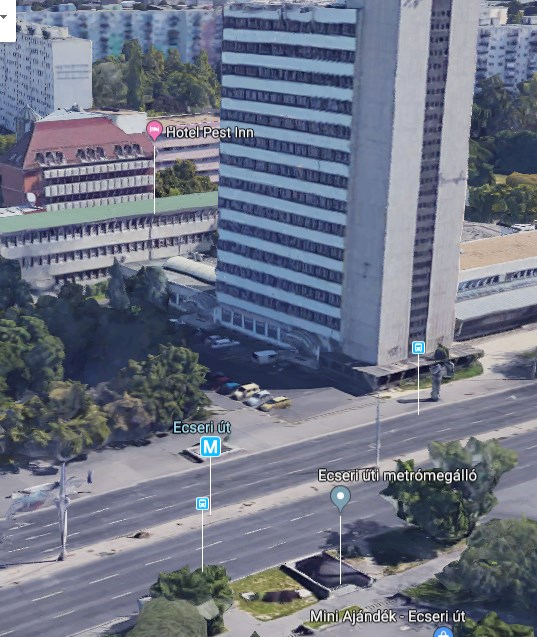 Hotel Pest Inn
Ecseri út
M
Ecseri úti metrómegálló
Mini Ajándék - Ecseri út